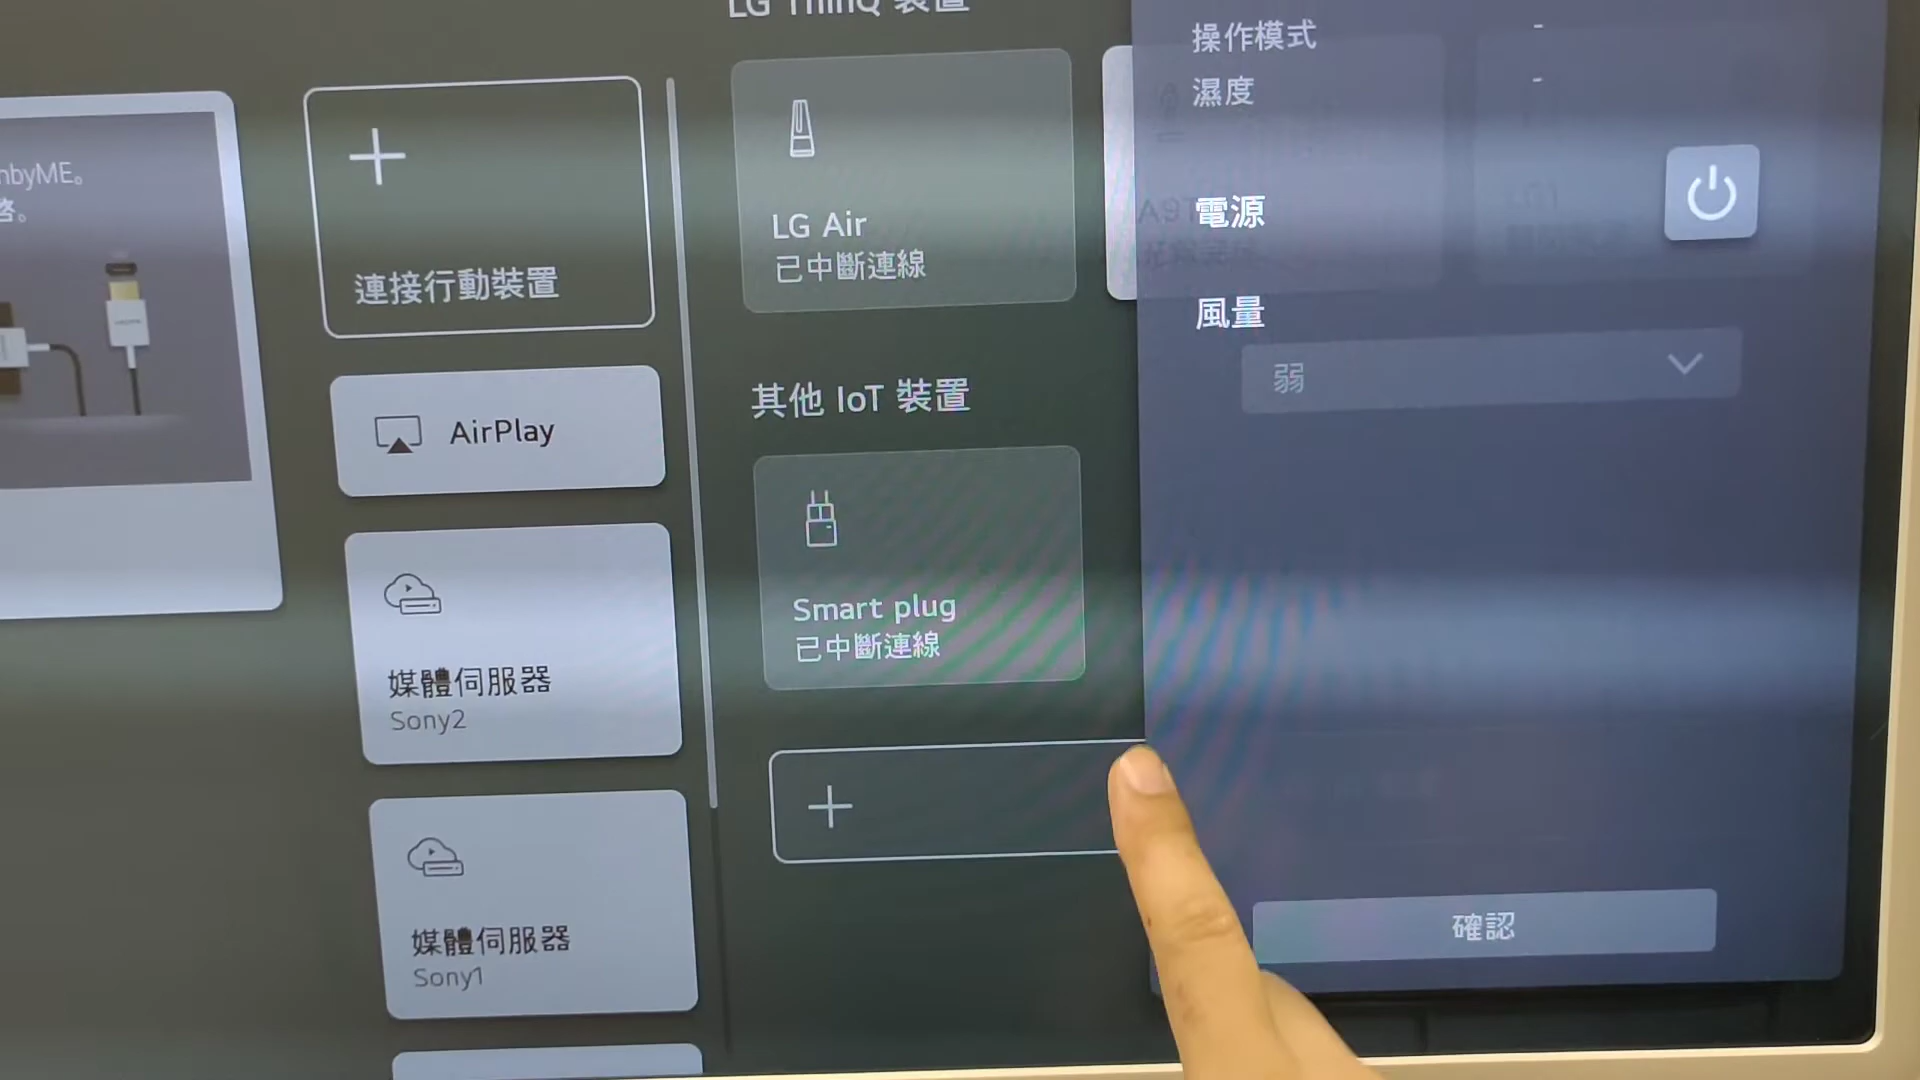 nbyME。
連接行動裝置
AirPlay
媒體伺服器
Sony2
媒體伺服器
Sony1
LG ThinQ 裝置
LG Air
已中斷連線
其他 IoT 裝置
Smart plug
已中斷連線
操作模式 -
濕度 -
電源
風量
弱
確認